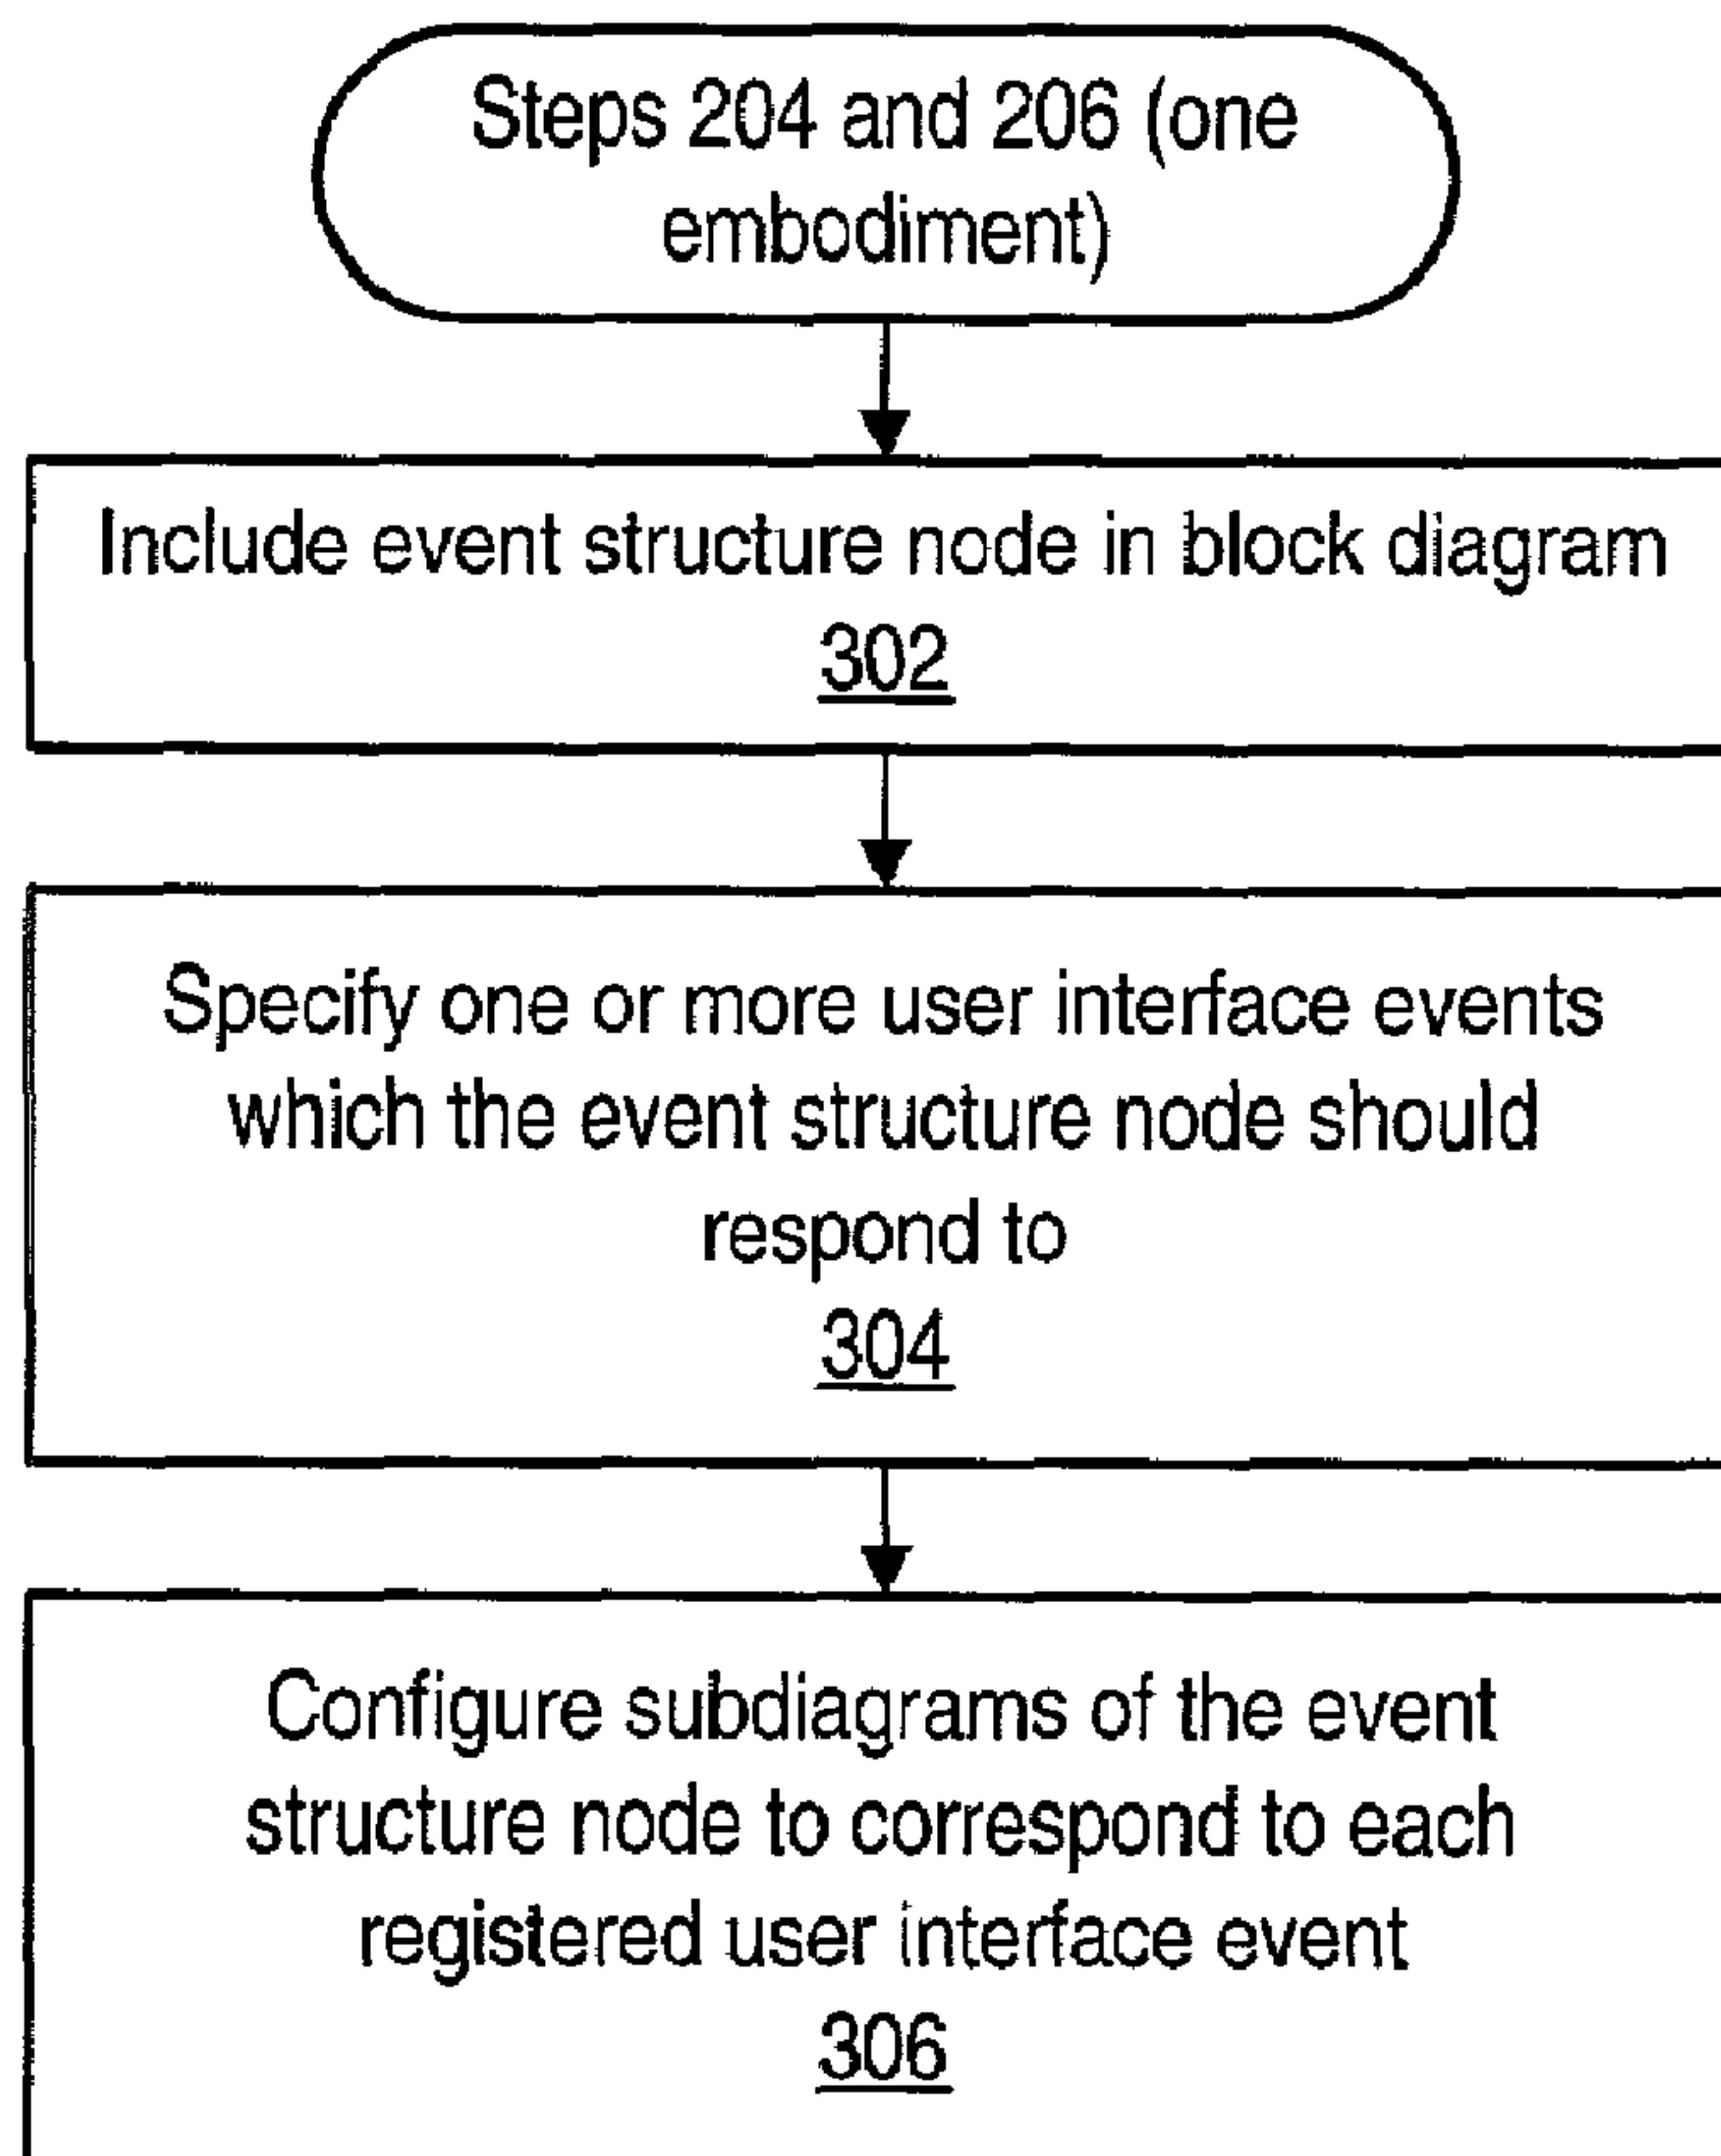 Steps 204 and 206 (one
embodiment)
Include event structure node in block diagram
302
Specify one or more user interface events
which the event structure node should
respond to
304
Configure subdiagrams of the event
structure node to correspond to each
registered user interface event
306